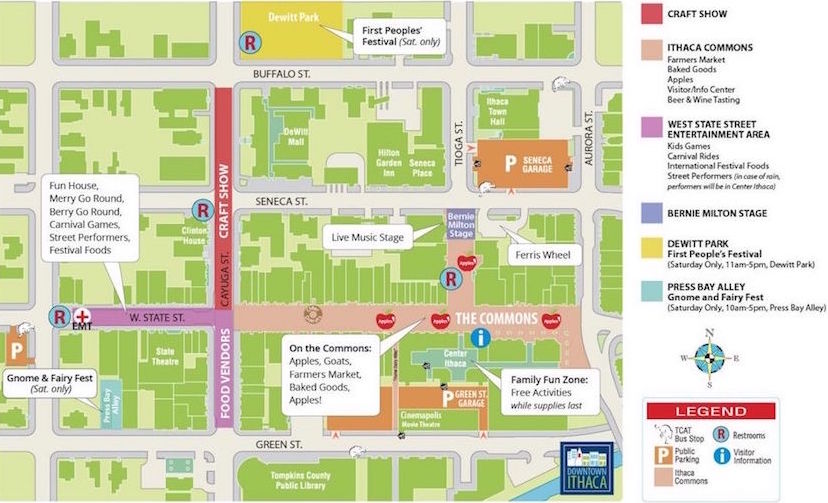 Dewitt Park
First Peoples'
Festival (Sat. only)
R
BUFFALO ST.
TIOGA ST.
AURORA ST.
Ithaca
Town
Hall
DeWitt
Mall
Hilton
Garden
Inn
Seneca
Place
P SENECA
GARAGE
CRAFT SHOW
CAYUGA ST.
SENECA ST.
Fun House,
Merry Go Round,
Berry Go Round,
Carnival Games,
Street Performers,
Festival Foods
R
Clinton
House
Live Music Stage
Bernie
Milton
Stage
Ferris Wheel
Apples
R
R
EMT
W. STATE ST.
Apples
Apples
THE COMMONS
Apples
i
P
State
Theatre
FOOD VENDORS
On the Commons:
Apples, Goats,
Farmers Market,
Baked Goods,
Apples!
Center
Ithaca
Family Fun Zone:
Free Activities
while supplies last
Gnome & Fairy Fest
(Sat. only)
Press Bay
Alley
P GREEN ST.
GARAGE
Cinemapolis
Movie Theatre
GREEN ST.
Tompkins County
Public Library
DOWNTOWN
ITHACA
CRAFT SHOW
ITHACA COMMONS
Farmers Market
Baked Goods
Apples
Visitor/Info Center
Beer & Wine Tasting
WEST STATE STREET
ENTERTAINMENT AREA
Kids Games
Carnival Rides
International Festival Foods
Street Performers (in case of rain,
performers will be in Center Ithaca)
BERNIE MILTON STAGE
DEWITT PARK
First People's Festival
(Saturday Only, 11am-5pm, Dewitt Park)
PRESS BAY ALLEY
Gnome and Fairy Fest
(Saturday Only, 10am-5pm, Press Bay Alley)
N
W E
S
LEGEND
TCAT
Bus Stop
R Restrooms
P Public
Parking
i Visitor
Information
Ithaca
Commons